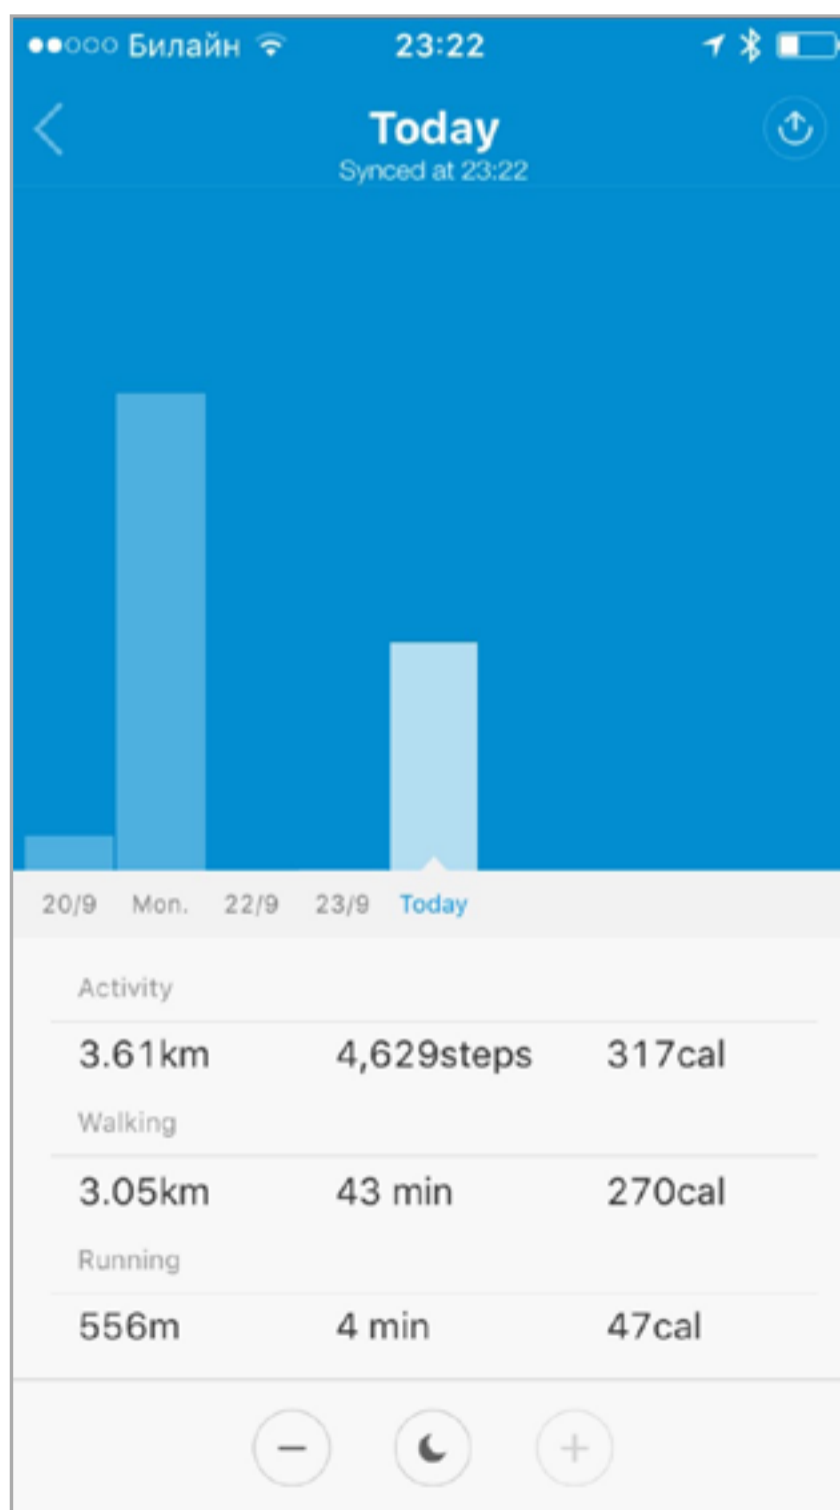 Билайн 23:22
Today
Synced at 23:22
20/9 Mon. 22/9 23/9 Today
Activity
3.61km 4,629steps 317cal
Walking
3.05km 43 min 270cal
Running
556m 4 min 47cal